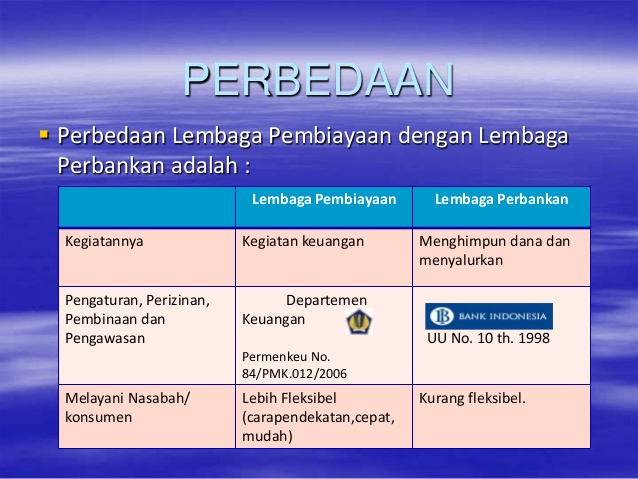 PERBEDAAN
Perbedaan Lembaga Pembiayaan dengan Lembaga
Perbankan adalah :
Lembaga Pembiayaan
Lembaga Perbankan
Kegiatannya
Kegiatan keuangan
Menghimpun dana dan
menyalurkan
Pengaturan, Perizinan,
Pembinaan dan
Pengawasan
Departemen
Keuangan
Permenkeu No.
84/PMK.012/2006
BANK INDONESIA
UU No. 10 th. 1998
Melayani Nasabah/
konsumen
Lebih Fleksibel
(carapendekatan,cepat,
mudah)
Kurang fleksibel.